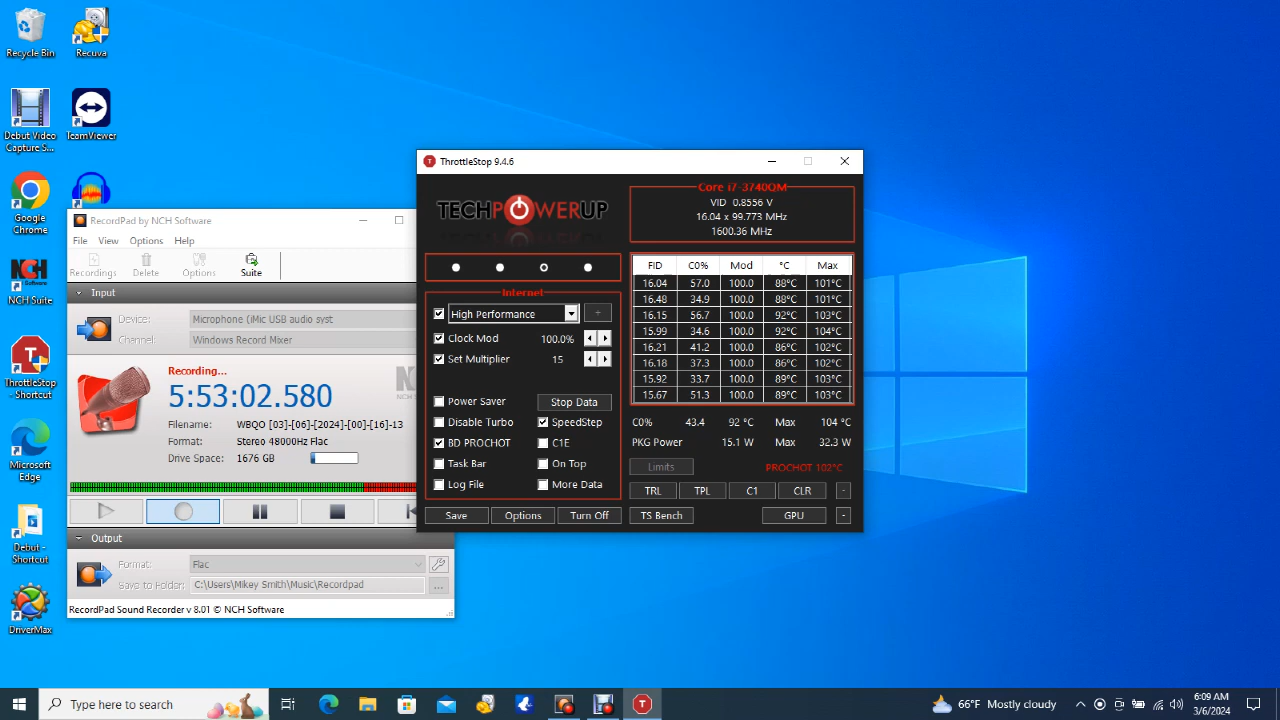 Recycle Bin
Recuva
Debut Video
Capture S...
TeamViewer
Google
Chrome
NCH Suite
ThrottleStop
- Shortcut
Microsoft
Edge
Debut -
Shortcut
DriverMax
RecordPad by NCH Software
File View Options Help
Recordings Delete Options Suite
Input
Device: Microphone (iMic USB audio syst
Channel: Windows Record Mixer
Recording...
5:53:02.580
Filename: WBQO [03]-[06]-[2024]-[00]-[16]-13
Format: Stereo 48000Hz Flac
Drive Space: 1676 GB
Output
Format: Flac
Save to Folder: C:\Users\Mikey Smith\Music\Recordpad
...
RecordPad Sound Recorder v 8.01 © NCH Software
ThrottleStop 9.4.6
TECHPOWERUP
Internet
High Performance +
Clock Mod 100.0%
Set Multiplier 15
Power Saver Stop Data
Disable Turbo SpeedStep
BD PROCHOT C1E
Task Bar On Top
Log File More Data
Save Options Turn Off
Core i7-3740QM
VID 0.8556 V
16.04 x 99.773 MHz
1600.36 MHz
FID C0% Mod °C Max
16.04 57.0 100.0 88°C 101°C
16.48 34.9 100.0 88°C 101°C
16.15 56.7 100.0 92°C 103°C
15.99 34.6 100.0 92°C 104°C
16.21 41.2 100.0 86°C 102°C
16.18 37.3 100.0 86°C 102°C
15.92 33.7 100.0 89°C 103°C
15.67 51.3 100.0 89°C 103°C
C0% 43.4 92 °C Max 104 °C
PKG Power 15.1 W Max 32.3 W
Limits PROCHOT 102°C
TRL TPL C1 CLR -
TS Bench GPU -
Type here to search
66°F Mostly cloudy
6:09 AM
3/6/2024